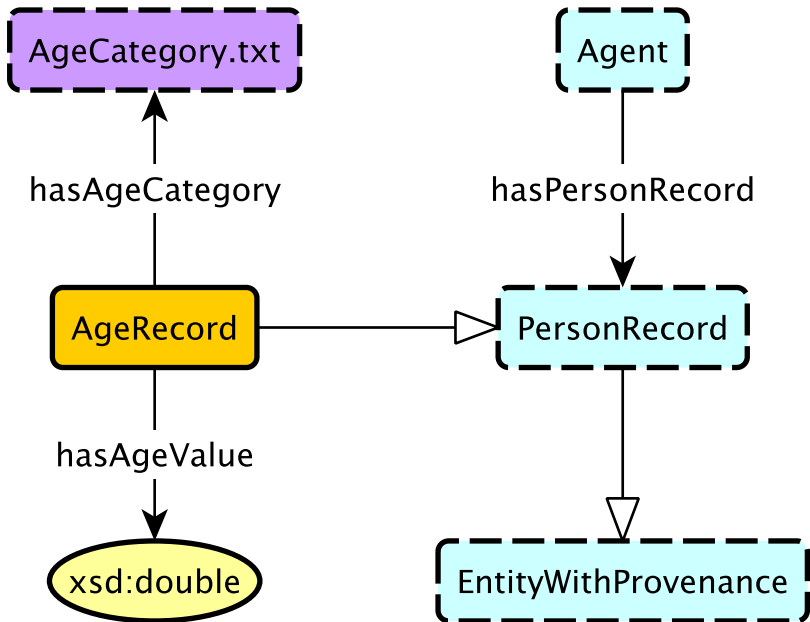 AgeCategory.txt
Agent
hasAgeCategory
hasPersonRecord
AgeRecord
PersonRecord
hasAgeValue
xsd:double
EntityWithProvenance